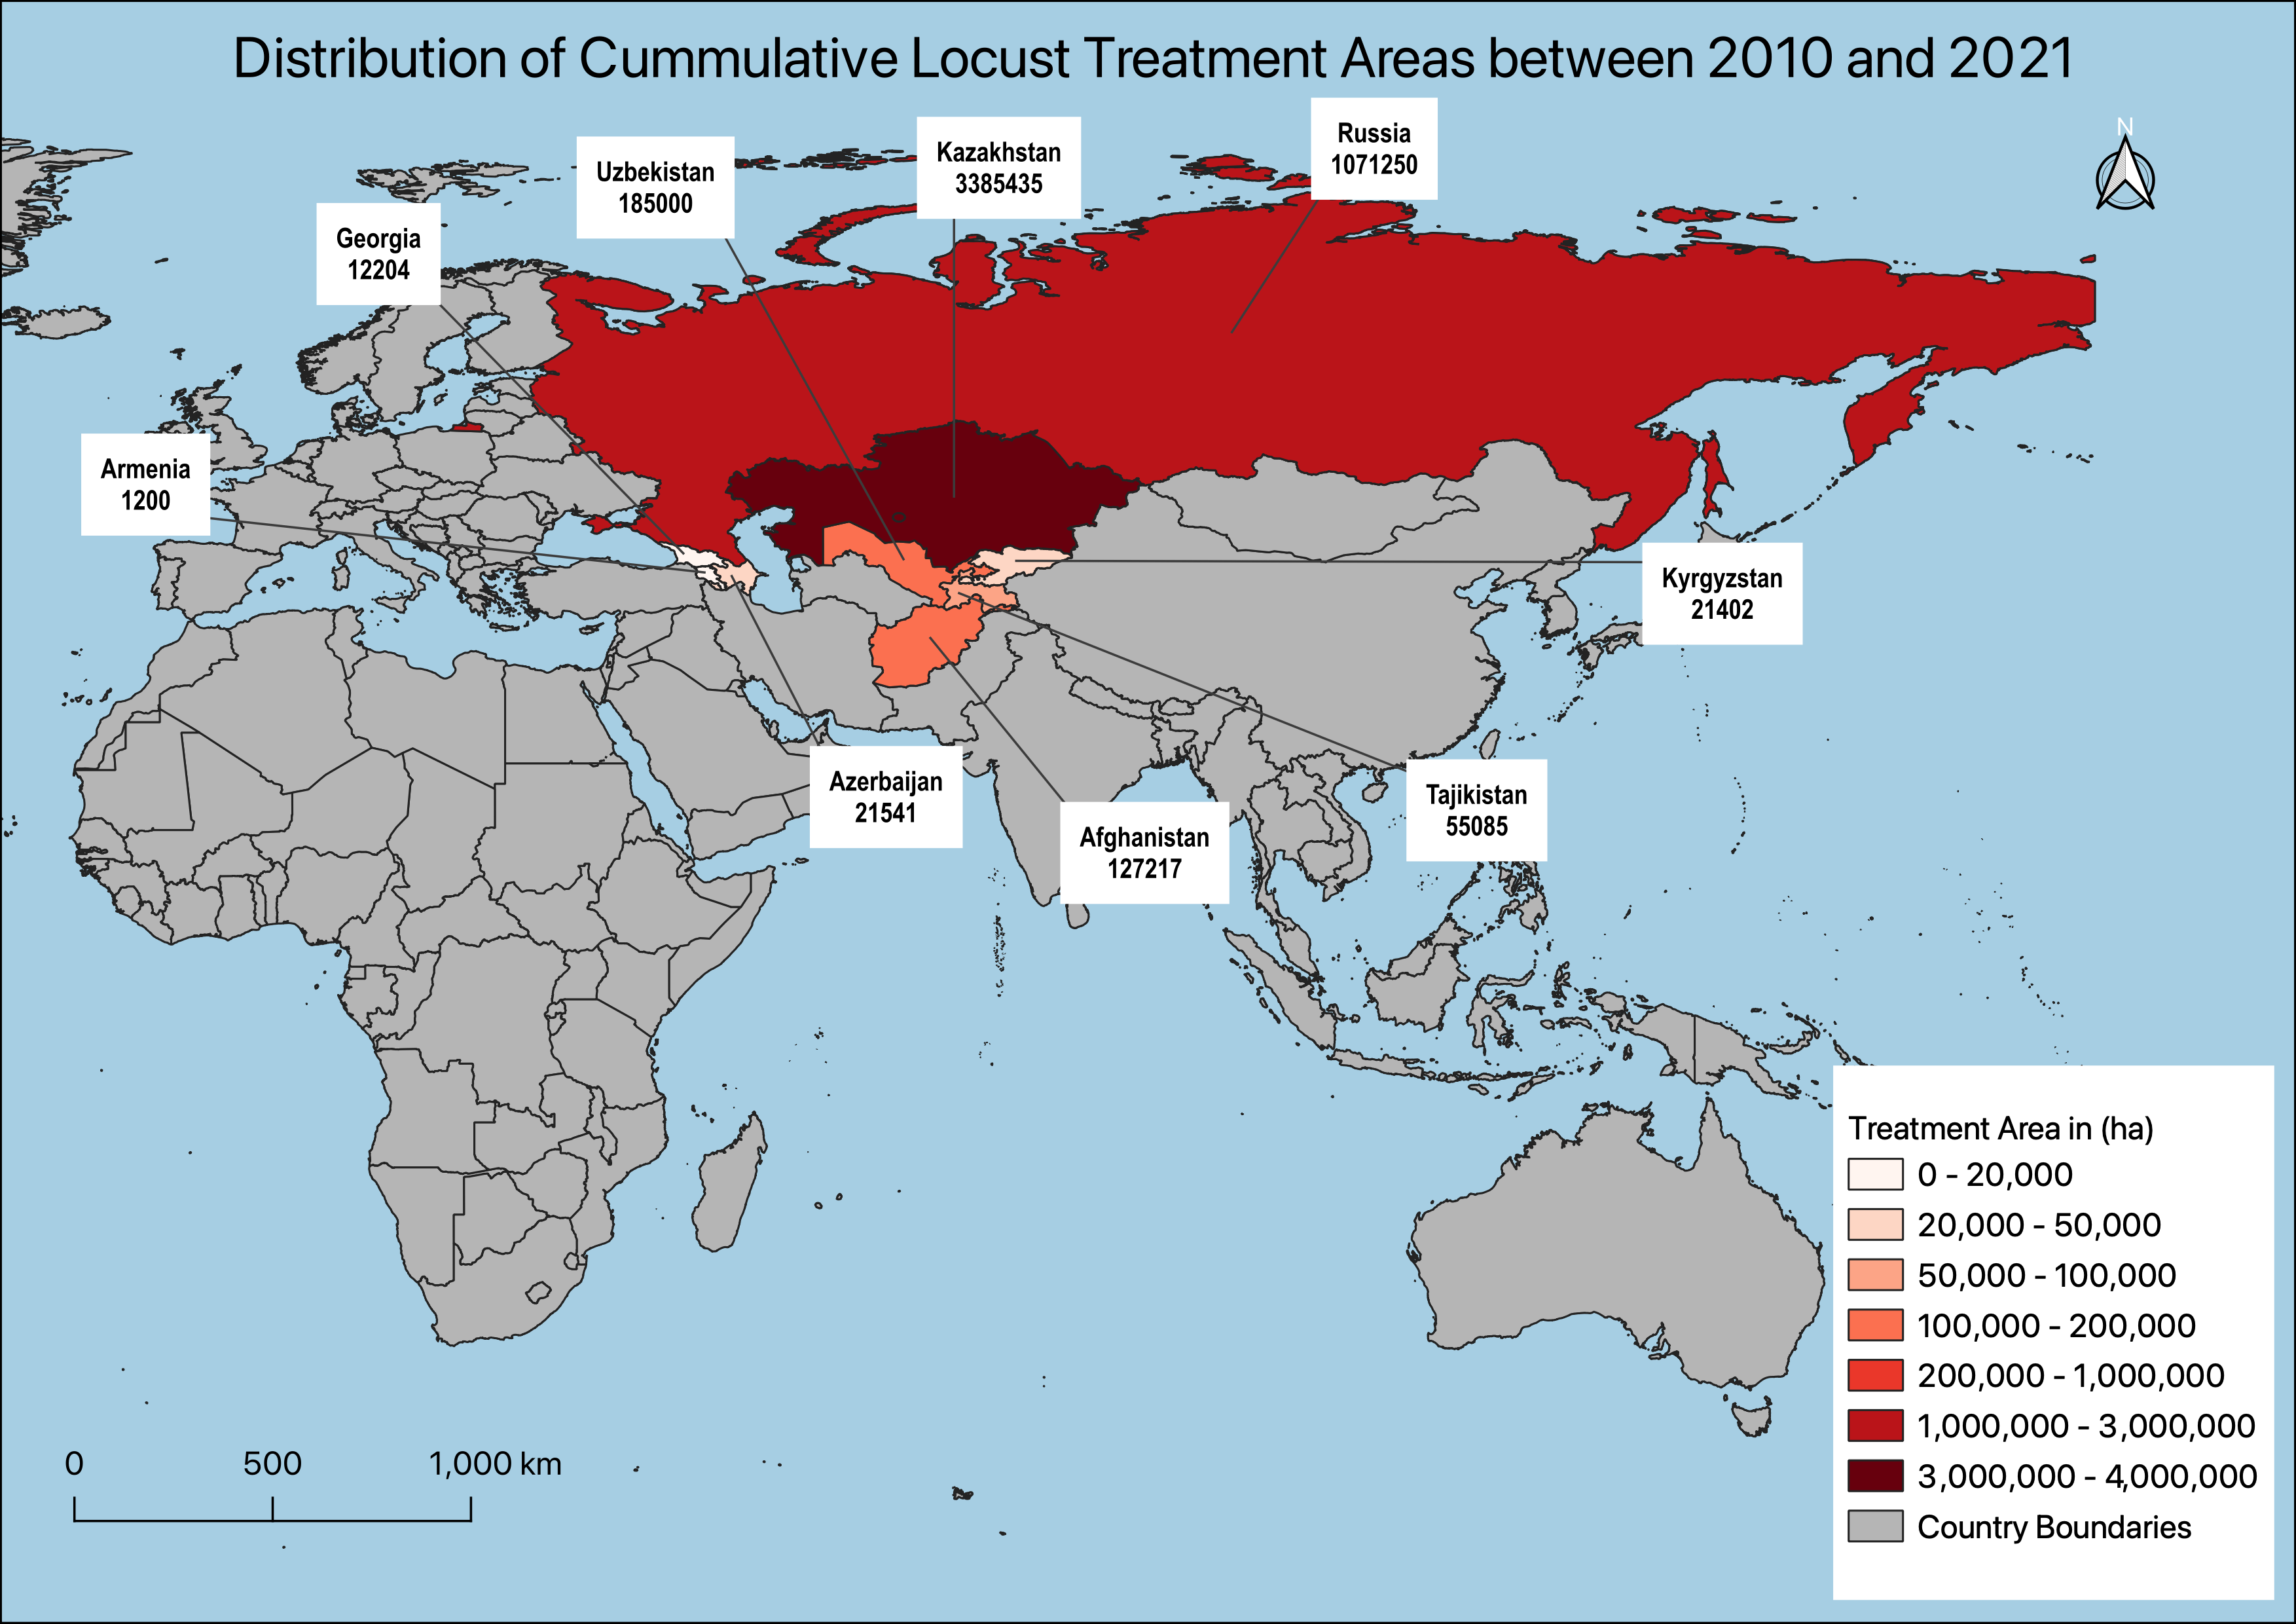 Distribution of Cummulative Locust Treatment Areas between 2010 and 2021
N
Russia
1071250
Kazakhstan
3385435
Uzbekistan
185000
Georgia
12204
Armenia
1200
Kyrgyzstan
21402
Azerbaijan
21541
Tajikistan
55085
Afghanistan
127217
Treatment Area in (ha)
0 - 20,000
20,000 - 50,000
50,000 - 100,000
100,000 - 200,000
200,000 - 1,000,000
1,000,000 - 3,000,000
3,000,000 - 4,000,000
Country Boundaries
0 500 1,000 km